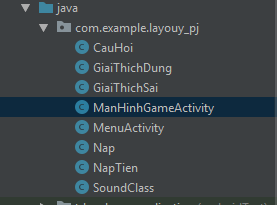 java
com.example.layouy_pj
CauHoi
GiaiThichDung
GiaiThichSai
ManHinhGameActivity
MenuActivity
Nap
NapTien
SoundClass